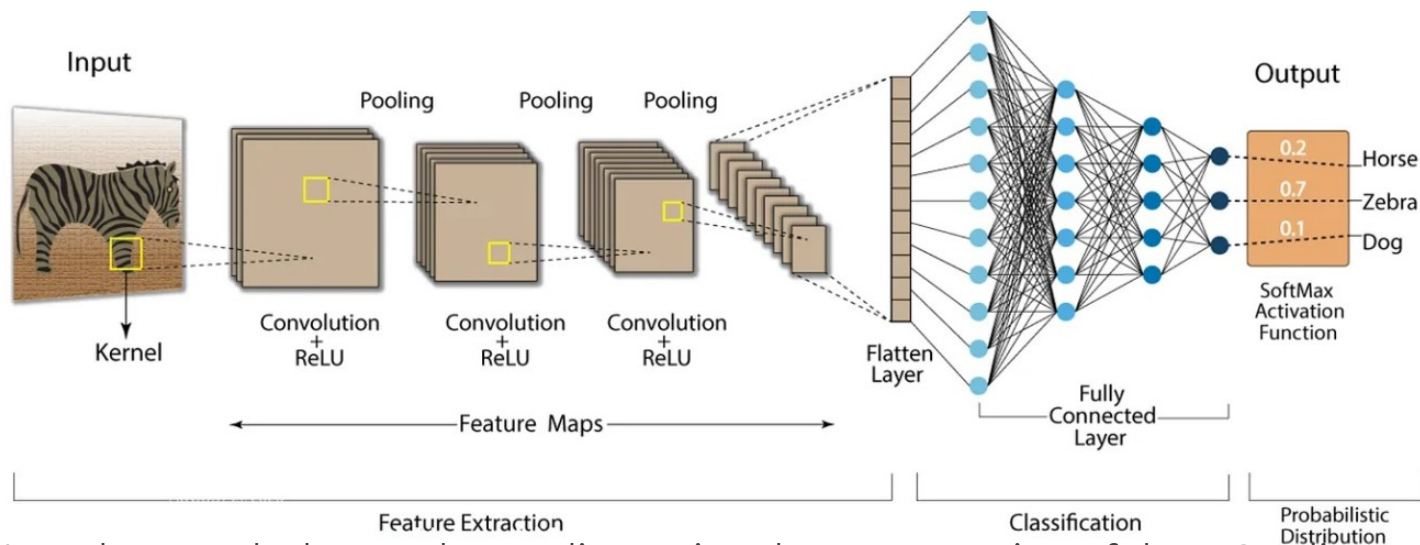 Input
Pooling
Pooling
Pooling
Output
0.2
Horse
0.7
Zebra
0.1
Dog
Kernel
Convolution
+
ReLU
Convolution
+
ReLU
Convolution
+
ReLU
Flatten
Layer
SoftMax
Activation
Function
Fully
Connected
Layer
Feature Maps
Feature Extraction
Classification
Probabilistic
Distribution